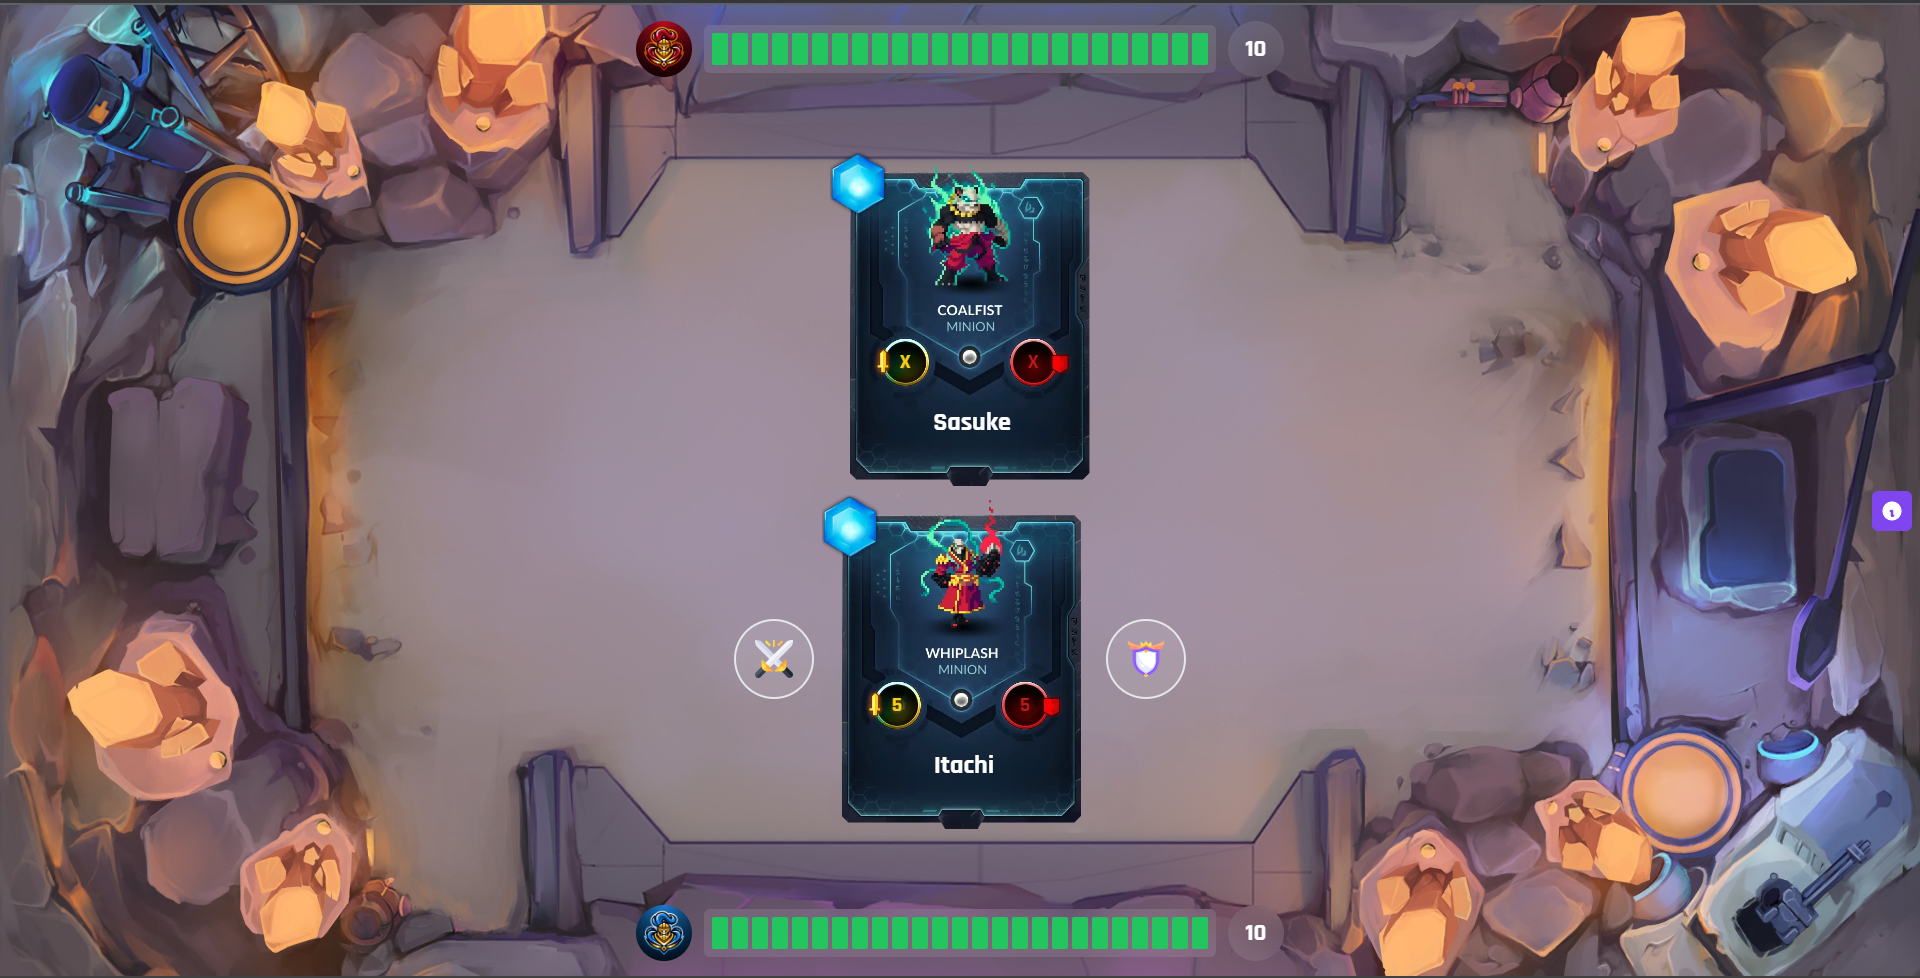 10
COALFIST
MINION
X X
Sasuke
WHIPLASH
MINION
5 5
Itachi
10